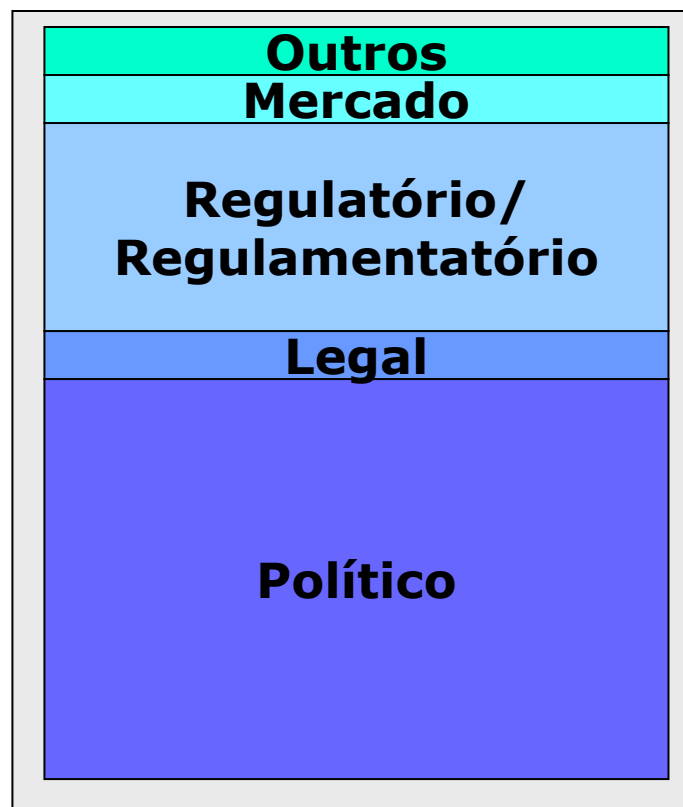 Outros
Mercado
Regulatório/
Regulamentatório
Legal
Político